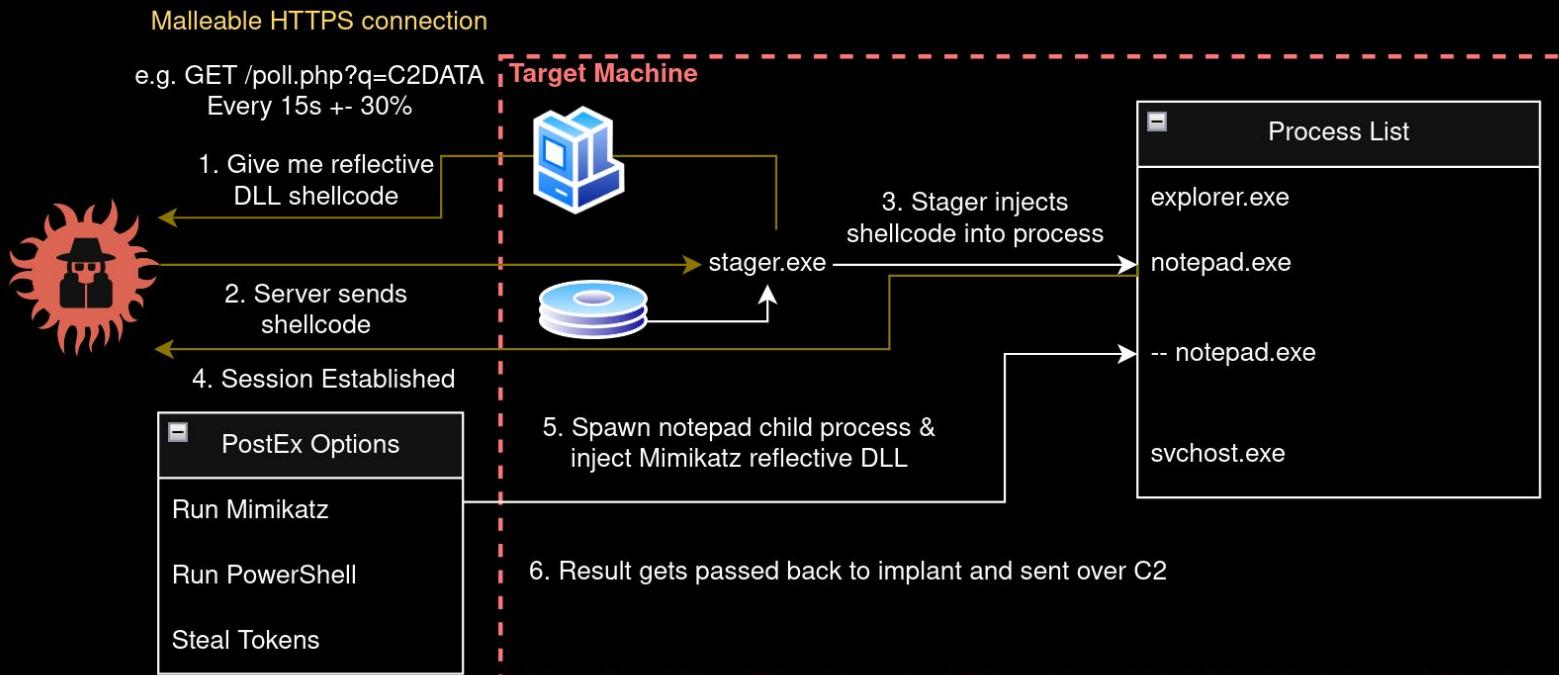 Malleable HTTPS connection
e.g. GET /poll.php?q=C2DATA
Every 15s +- 30%
Target Machine
1. Give me reflective
DLL shellcode
2. Server sends
shellcode
stager.exe
3. Stager injects
shellcode into process
Process List
explorer.exe
notepad.exe
-- notepad.exe
svchost.exe
4. Session Established
PostEx Options
Run Mimikatz
Run PowerShell
Steal Tokens
5. Spawn notepad child process &
inject Mimikatz reflective DLL
6. Result gets passed back to implant and sent over C2